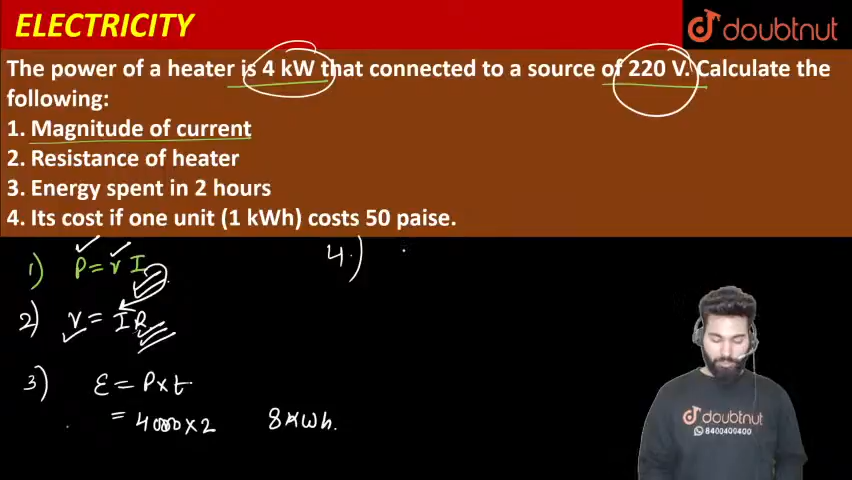 ELECTRICITY
doubtnut
The power of a heater is 4 kW that connected to a source of 220 V. Calculate the
following:
1. Magnitude of current
2. Resistance of heater
3. Energy spent in 2 hours
4. Its cost if one unit (1 kWh) costs 50 paise.
1) P = V I
4.)
2) V = I R
3) E = P x t
= 4000 x 2 8 kWh.
doubtnut
8400400400